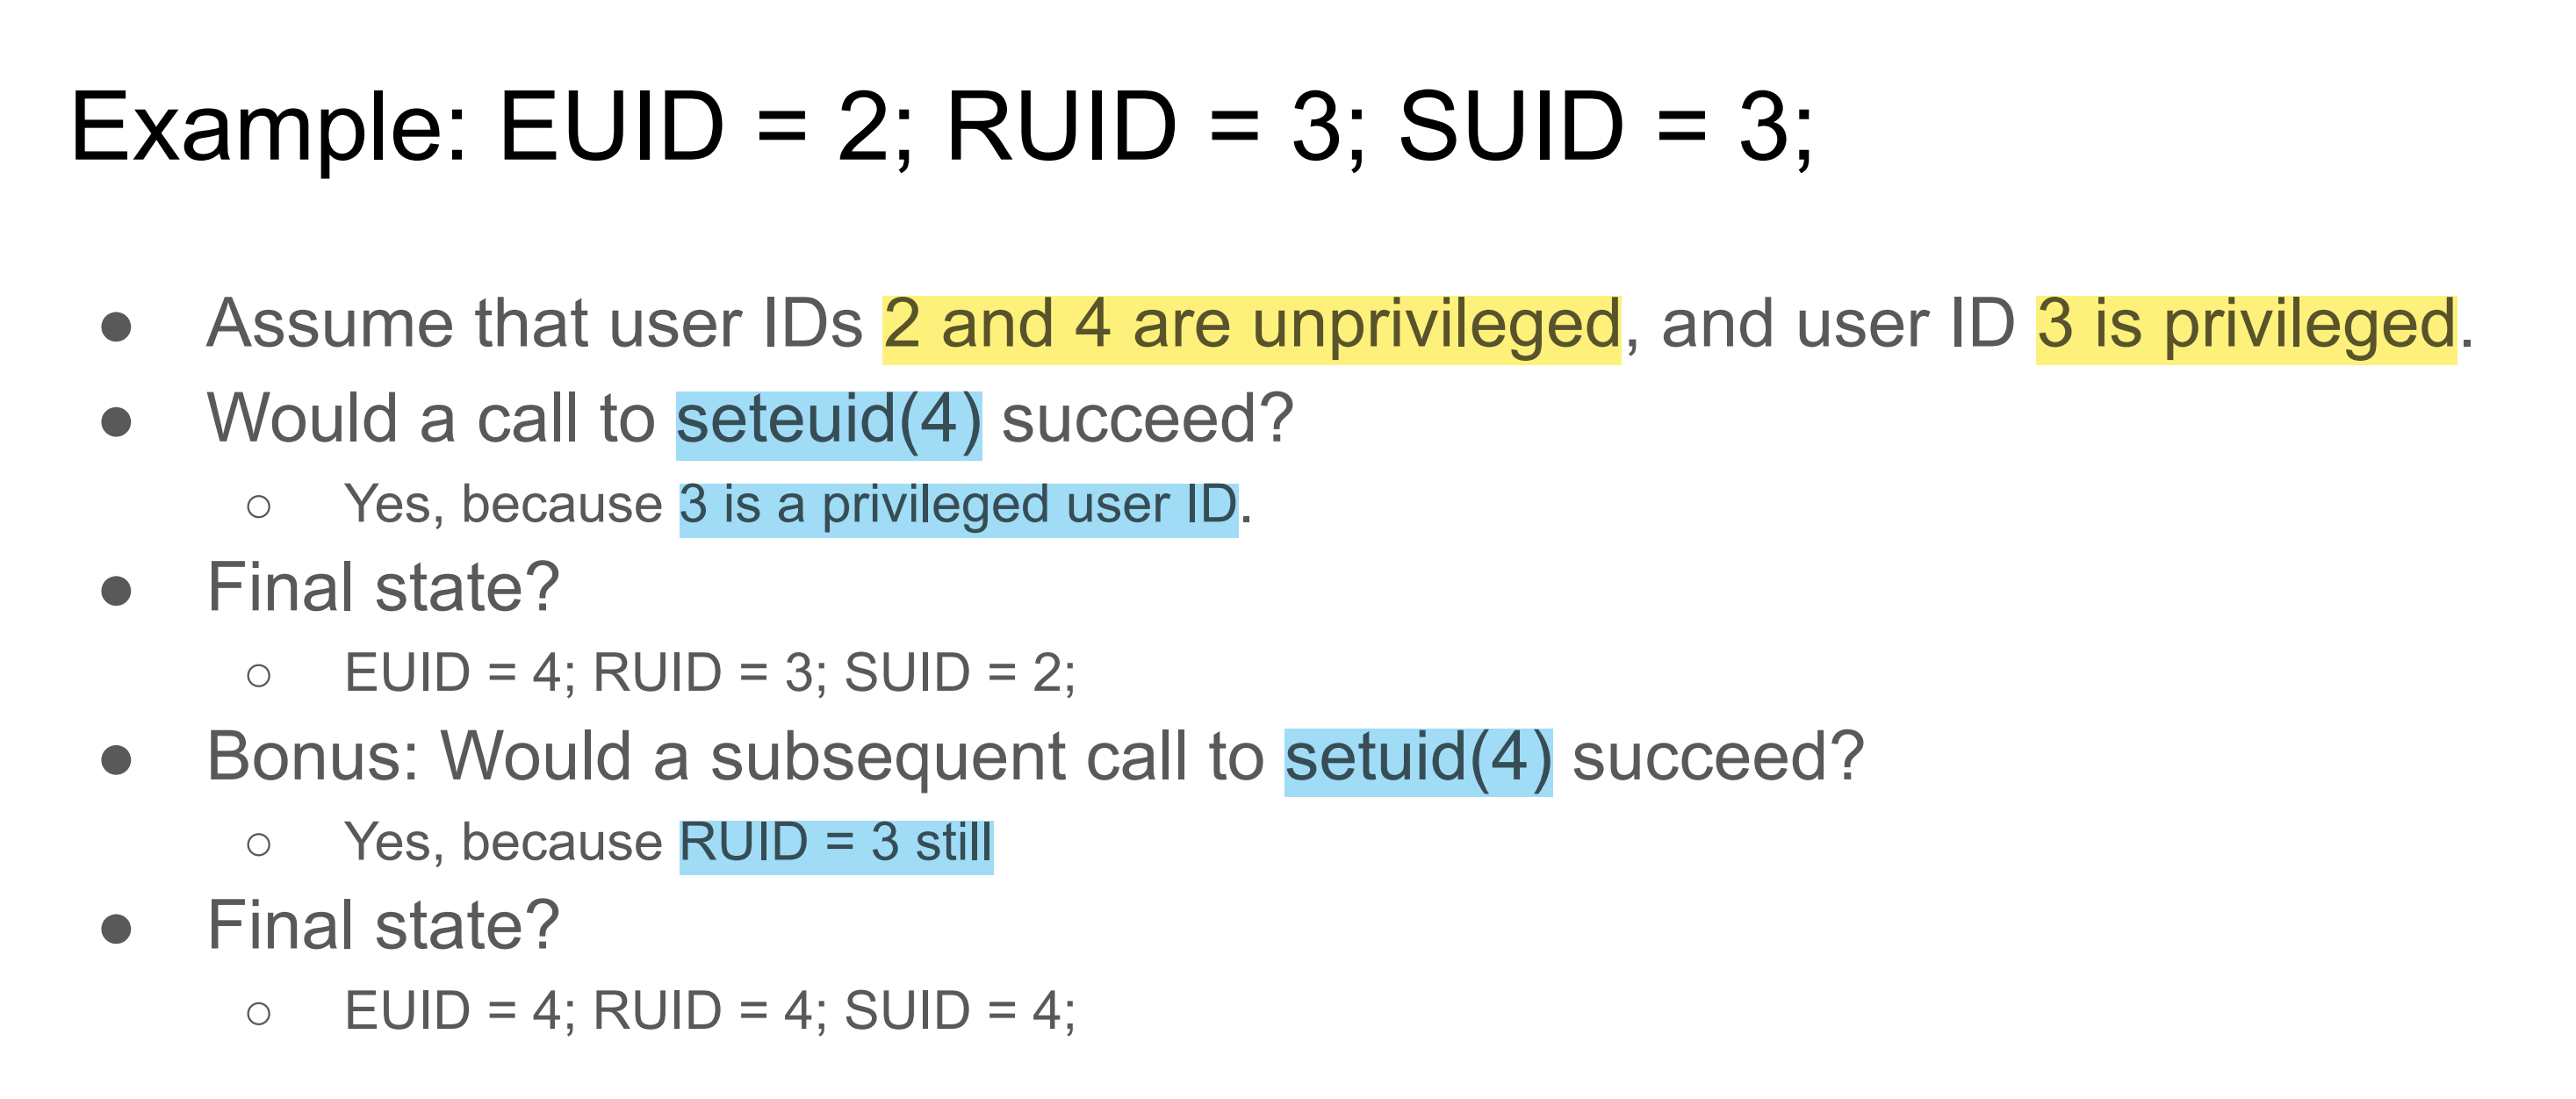 Example: EUID = 2; RUID = 3; SUID = 3;
● Assume that user IDs 2 and 4 are unprivileged, and user ID 3 is privileged.
● Would a call to seteuid(4) succeed?
○ Yes, because 3 is a privileged user ID.
● Final state?
○ EUID = 4; RUID = 3; SUID = 2;
● Bonus: Would a subsequent call to setuid(4) succeed?
○ Yes, because RUID = 3 still
● Final state?
○ EUID = 4; RUID = 4; SUID = 4;